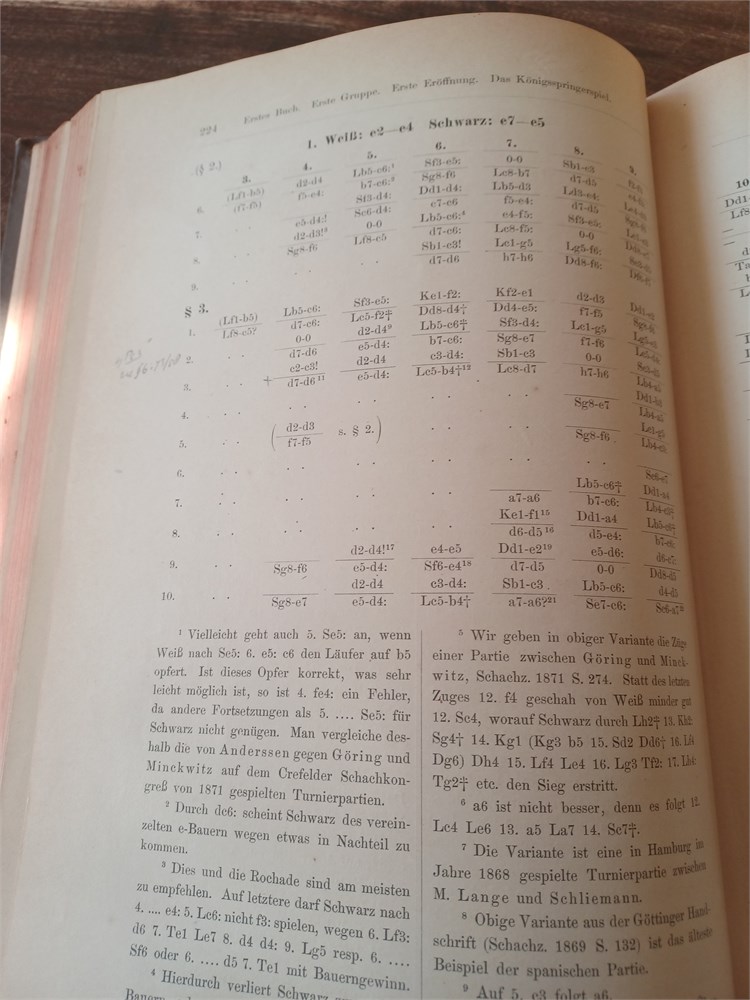 224 Erstes Buch. Erste Gruppe. Erste Eröffnung. Das Königsspringerspiel.
1. Weiß: e2—e4 Schwarz: e7—e5
(§ 2.) 3. 4. 5. 6. 7. 8. 9.
(Lf1-b5) d2-d4 Lb5-c6:¹ Sf3-e5: 0-0 Sb1-c3
6. (f7-f5) f5-e4: b7-c6:² Sg8-f6 Lc8-b7 d7-d5
Sf3-d4: Dd1-d4: Lb5-d3 Ld3-e4:
7. e5-d4:! Sc6-d4: c7-c6 f5-e4: d7-d5
d2-d3!³ 0-0 Lb5-c6:⁴ e4-f5: Sf3-e5:
8. Sg8-f6 Lf8-c5 d7-c6: Lc8-f5: 0-0
Sb1-c3! Lc1-g5 Lg5-f6:
9. . . . . . . d7-d6 h7-h6 Dd8-f6:
§ 3.
(Lf1-b5) Lb5-c6: Sf3-e5: Ke1-f2: Kf2-e1 d2-d3
1. Lf8-c5? d7-c6: Lc5-f2‡ Dd8-d4† Dd4-e5: f7-f5
0-0 d2-d4⁹ Lb5-c6‡ Sf3-d4: Lc1-g5
2. . . d7-d6 e5-d4: b7-c6: Sg8-e7 f7-f6
c2-c3! d2-d4 c3-d4: Sb1-c3 0-0
3. . . † d7-d6¹¹ e5-d4: Lc5-b4†¹² Lc8-d7 h7-h6
4. . . . . . . . . . . Sg8-e7
5. . . (d2-d3 / f7-f5 s. § 2.) . . . . Sg8-f6
6. . . . . . . . . . . . .
Lb5-c6‡ Dd1-a4
7. . . . . . . . . a7-a6 b7-c6:
Ke1-f1¹⁵ Dd1-a4
8. . . . . . . . . d6-d5¹⁶ d5-e4:
d2-d4!¹⁷ e4-e5 Dd1-e2¹⁹ e5-d6:
9. . . Sg8-f6 e5-d4: Sf6-e4¹⁸ d7-d5 0-0 Dd8-d5
d2-d4 c3-d4: Sb1-c3 Lb5-c6: d4-d5
10. . . Sg8-e7 e5-d4: Lc5-b4† a7-a6?²¹ Se7-c6:
¹ Vielleicht geht auch 5. Se5: an, wenn
Weiß nach Se5: 6. e5: c6 den Läufer auf b5
opfert. Ist dieses Opfer korrekt, was sehr
leicht möglich ist, so ist 4. fe4: ein Fehler,
da andere Fortsetzungen als 5. .... Se5: für
Schwarz nicht genügen. Man vergleiche des-
halb die von Anderssen gegen Göring und
Minckwitz auf dem Crefelder Schachkon-
greß von 1871 gespielten Turnierpartien.
² Durch dc6: scheint Schwarz des verein-
zelten e-Bauern wegen etwas in Nachteil zu
kommen.
³ Dies und die Rochade sind am meisten
zu empfehlen. Auf letztere darf Schwarz nach
4. .... e4: 5. Lc6: nicht f3: spielen, wegen 6. Lf3:
d6 7. Te1 Le7 8. d4 d4: 9. Lg5 resp. 6. ....
Sf6 oder 6. .... d5 7. Te1 mit Bauerngewinn.
⁴ Hierdurch verliert Schwarz
⁵ Wir geben in obiger Variante die Züge
einer Partie zwischen Göring und Minck-
witz, Schachz. 1871 S. 274. Statt des letzten
Zuges 12. f4 geschah von Weiß minder gut
12. Sc4, worauf Schwarz durch Lh2‡ 13. Kh2:
Sg4† 14. Kg1 (Kg3 b5 15. Sd2 Dd6† 16. Lf4
Dg6) Dh4 15. Lf4 Le4 16. Lg3 Tf2: 17. Lh4:
Tg2‡ etc. den Sieg erstritt.
⁶ a6 ist nicht besser, denn es folgt 12.
Lc4 Le6 13. a5 La7 14. Sc7‡.
⁷ Die Variante ist eine in Hamburg im
Jahre 1868 gespielte Turnierpartie zwischen
M. Lange und Schliemann.
⁸ Obige Variante aus der Göttinger Hand-
schrift (Schachz. 1869 S. 132) ist das älteste
Beispiel der spanischen Partie.
⁹ Auf 5. c3 folgt a6.